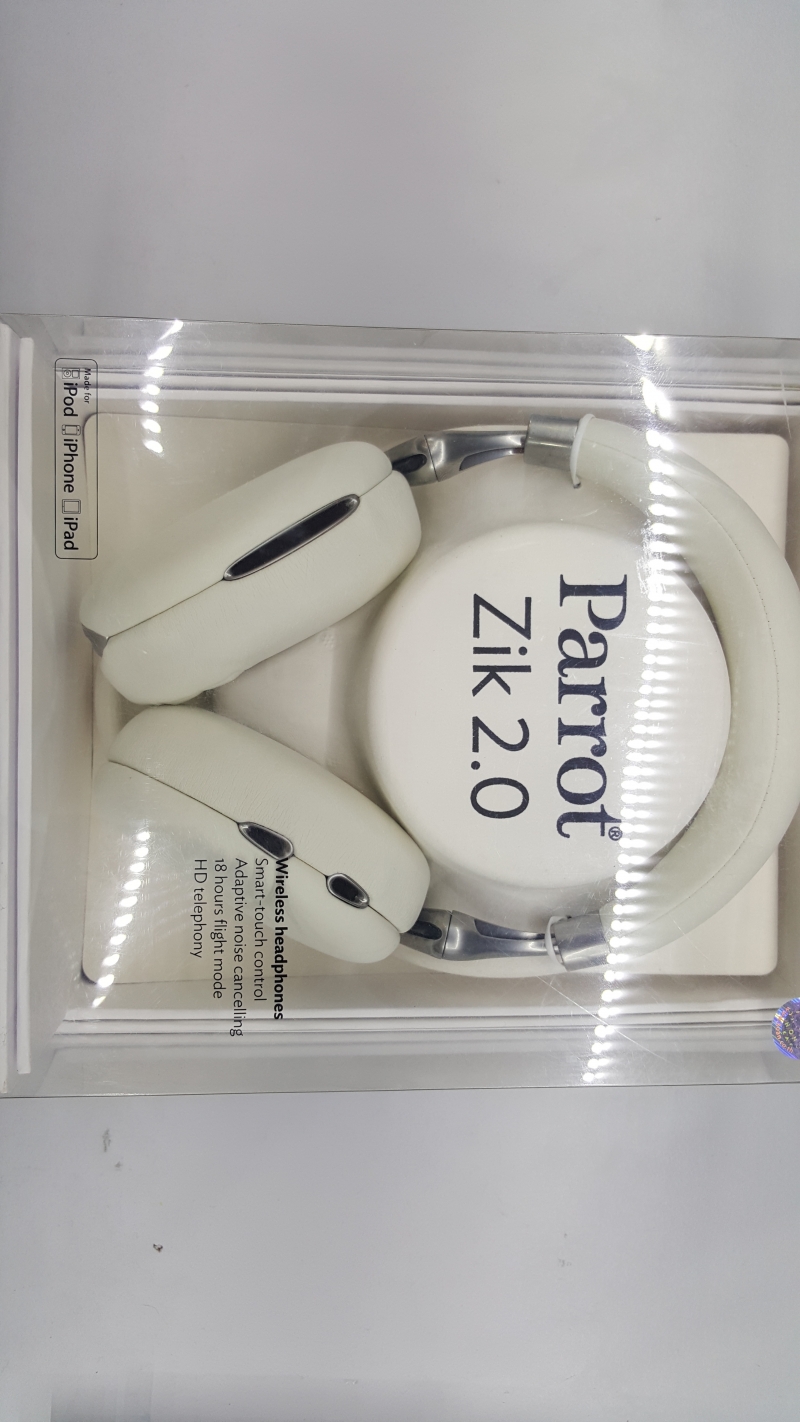 Parrot®
Zik 2.0
Wireless headphones
Smart-touch control
Adaptive noise cancelling
18 hours flight mode
HD telephony
Made for
iPod iPhone iPad